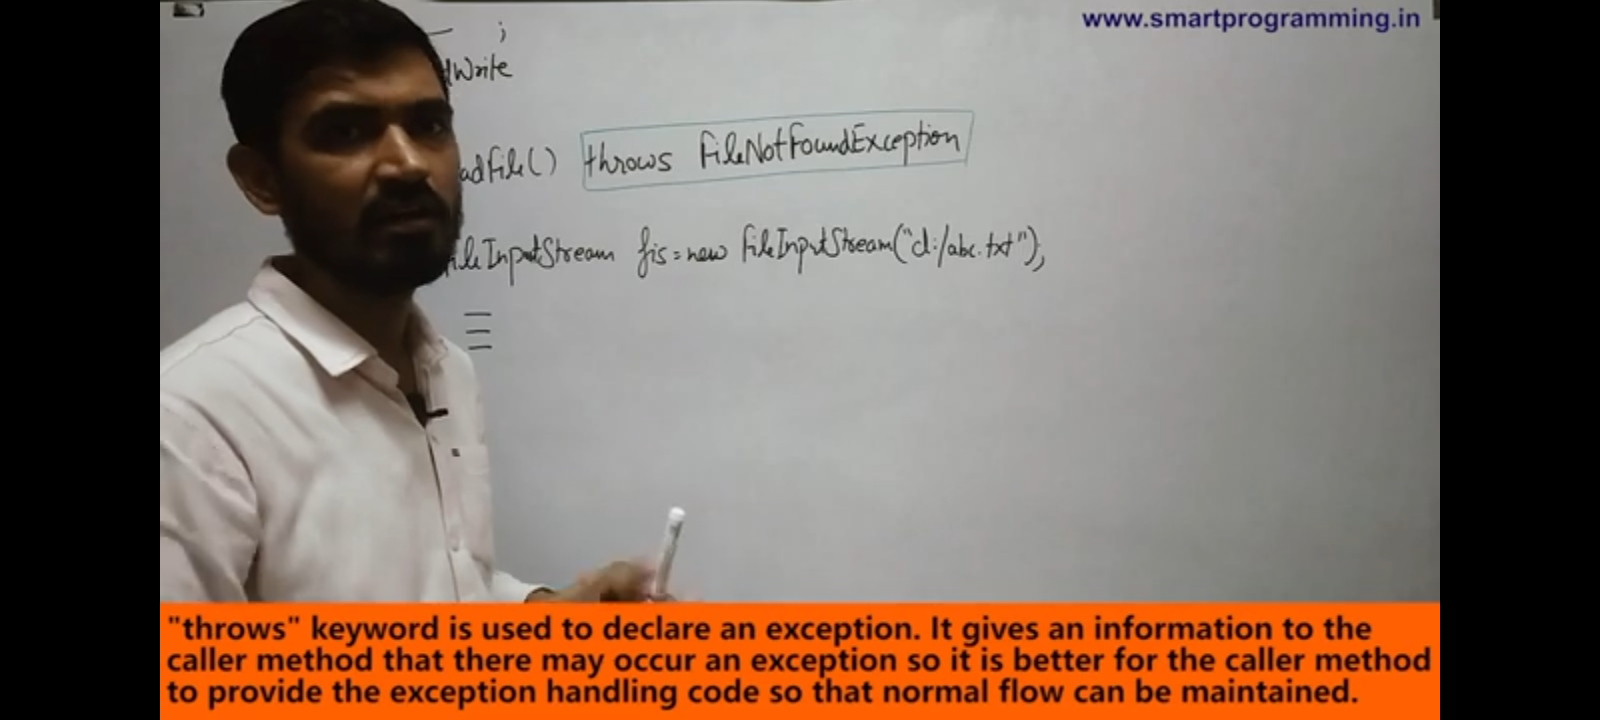 www.smartprogramming.in
;
Write
adFile() throws FileNotFoundException
ileInputStream fis = new FileInputStream("d:/abc.txt");
"throws" keyword is used to declare an exception. It gives an information to the
caller method that there may occur an exception so it is better for the caller method
to provide the exception handling code so that normal flow can be maintained.